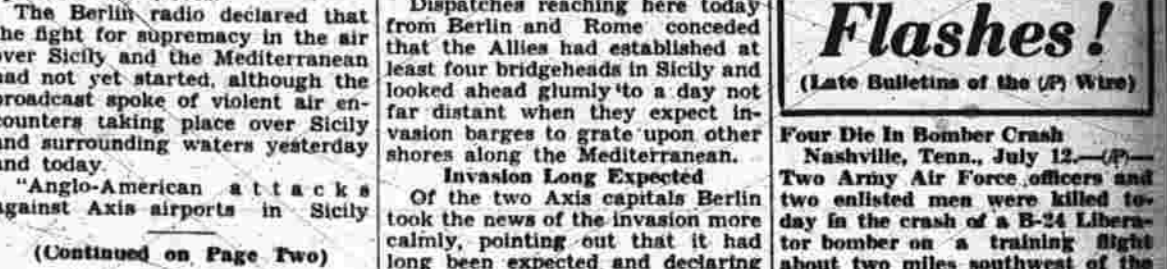 The Berlin radio declared that
the fight for supremacy in the air
over Sicily and the Mediterranean
had not yet started, although the
broadcast spoke of violent air en-
counters taking place over Sicily
and surrounding waters yesterday
and today.
"Anglo-American attacks
against Axis airports in Sicily
(Continued on Page Two)
Dispatches reaching here today
from Berlin and Rome conceded
that the Allies had established at
least four bridgeheads in Sicily and
looked ahead glumly to a day not
far distant when they expect in-
vasion barges to grate upon other
shores along the Mediterranean.
Invasion Long Expected
Of the two Axis capitals Berlin
took the news of the invasion more
calmly, pointing out that it had
long been expected and declaring
Flashes!
(Late Bulletins of the (AP) Wire)
Four Die In Bomber Crash
Nashville, Tenn., July 12.—(AP)—
Two Army Air Force officers and
two enlisted men were killed to-
day in the crash of a B-24 Libera-
tor bomber on a training flight
about two miles southwest of the